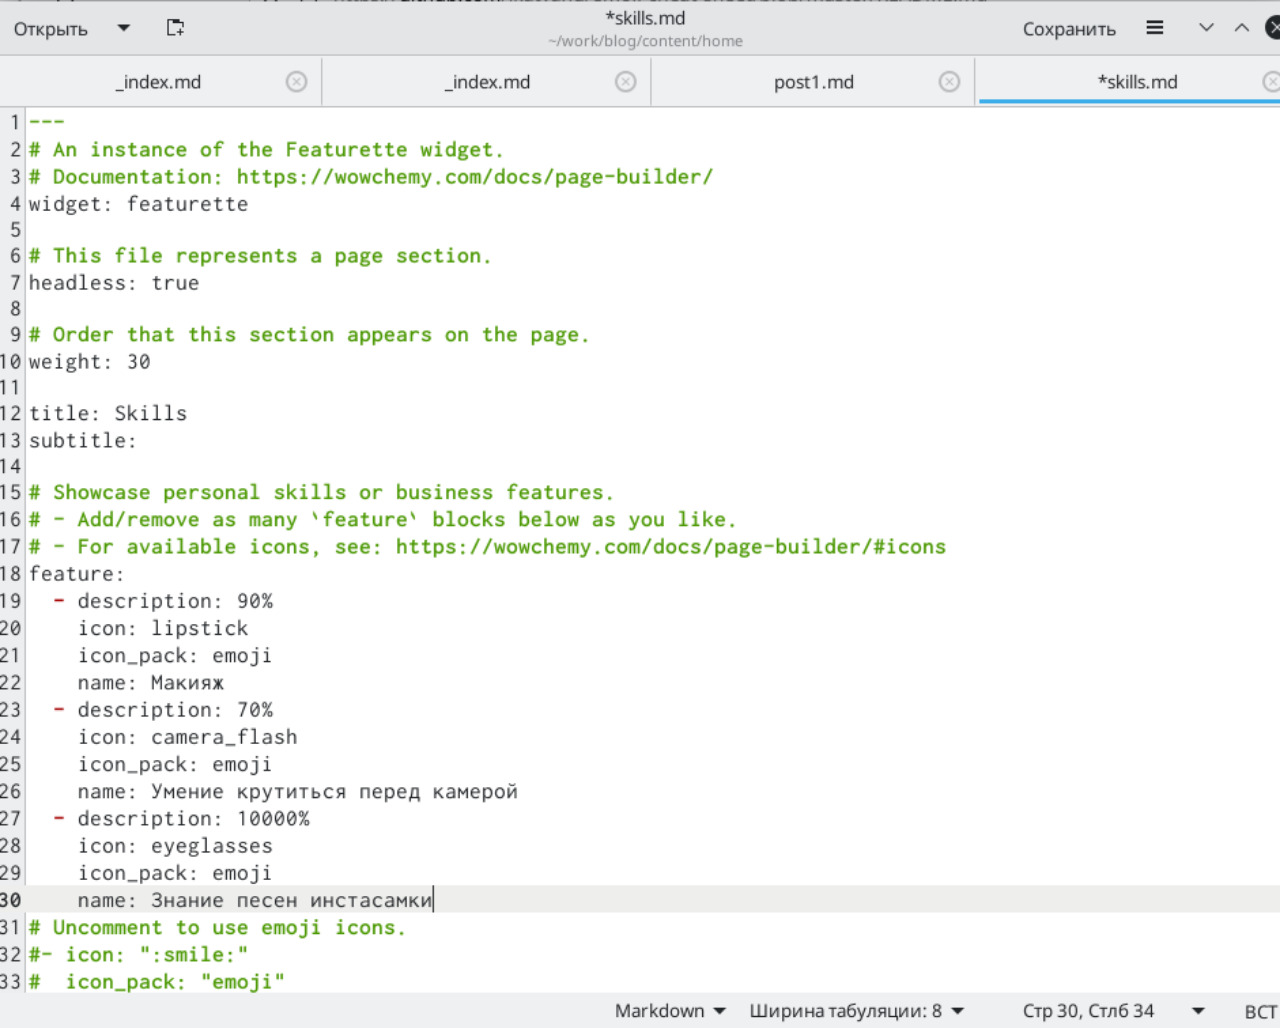 Открыть
*skills.md
~/work/blog/content/home
Сохранить
_index.md
_index.md
post1.md
*skills.md
1 ---
2 # An instance of the Featurette widget.
3 # Documentation: https://wowchemy.com/docs/page-builder/
4 widget: featurette
5
6 # This file represents a page section.
7 headless: true
8
9 # Order that this section appears on the page.
10 weight: 30
11
12 title: Skills
13 subtitle:
14
15 # Showcase personal skills or business features.
16 # - Add/remove as many `feature` blocks below as you like.
17 # - For available icons, see: https://wowchemy.com/docs/page-builder/#icons
18 feature:
19   - description: 90%
20     icon: lipstick
21     icon_pack: emoji
22     name: Макияж
23   - description: 70%
24     icon: camera_flash
25     icon_pack: emoji
26     name: Умение крутиться перед камерой
27   - description: 10000%
28     icon: eyeglasses
29     icon_pack: emoji
30     name: Знание песен инстасамки
31 # Uncomment to use emoji icons.
32 #- icon: ":smile:"
33 #  icon_pack: "emoji"
Markdown
Ширина табуляции: 8
Стр 30, Стлб 34
ВСТ